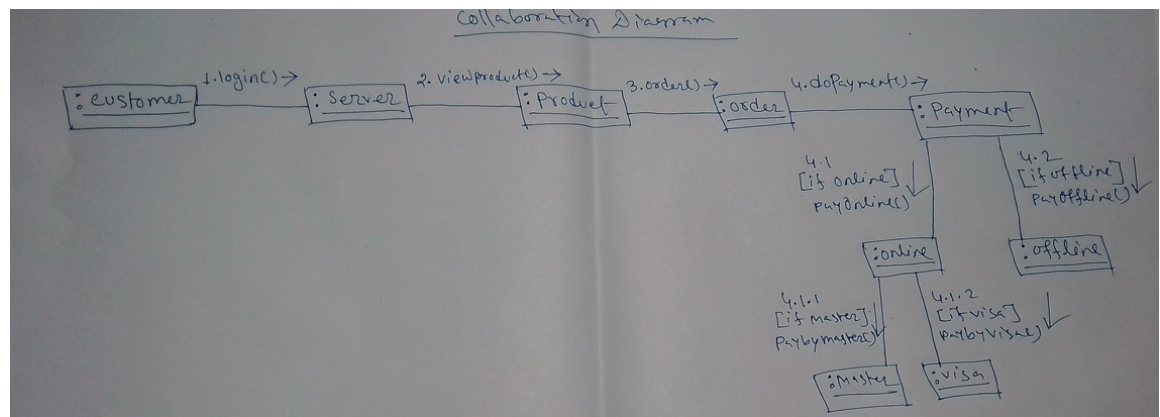 Collaboration Diagram
1. login() →
2. viewproduct() →
3. order() →
4. doPayment() →
: customer
: Server
: Product
: order
: Payment
4.1
[if online]
payOnline()
4.2
[if offline]
payOffline()
: online
: offline
4.1.1
[if master]
Paybymaster()
4.1.2
[if visa]
Paybyvisa()
: Master
: visa